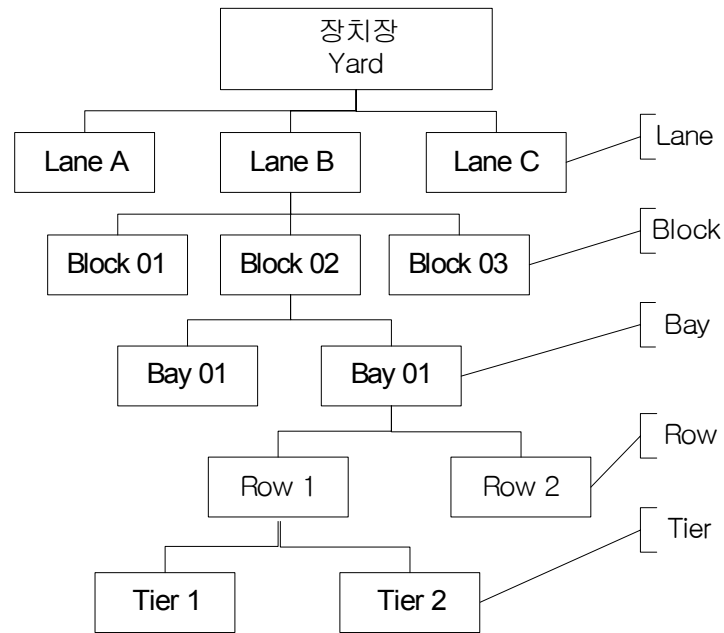 장치장
Yard
Lane A
Lane B
Lane C
Lane
Block 01
Block 02
Block 03
Block
Bay 01
Bay 01
Bay
Row 1
Row 2
Row
Tier 1
Tier 2
Tier